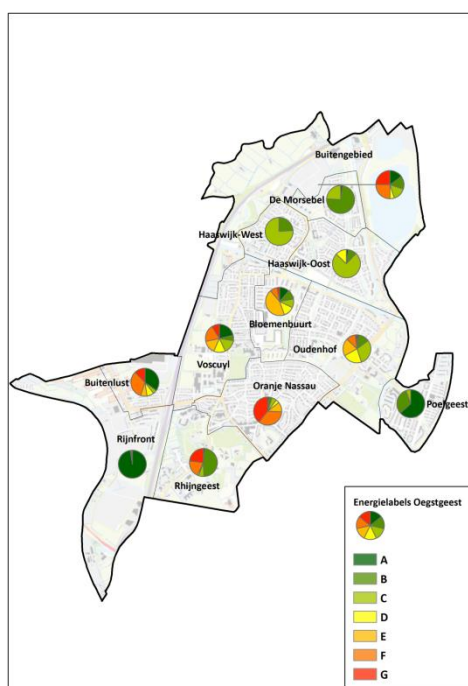 Buitengebied
De Morsebel
Haaswijk-West
Haaswijk-Oost
Bloemenbuurt
Oudenhof
Voscuyl
Buitenlust
Oranje Nassau
Poelgeest
Rijnfront
Rhijngeest
Energielabels Oegstgeest
A
B
C
D
E
F
G